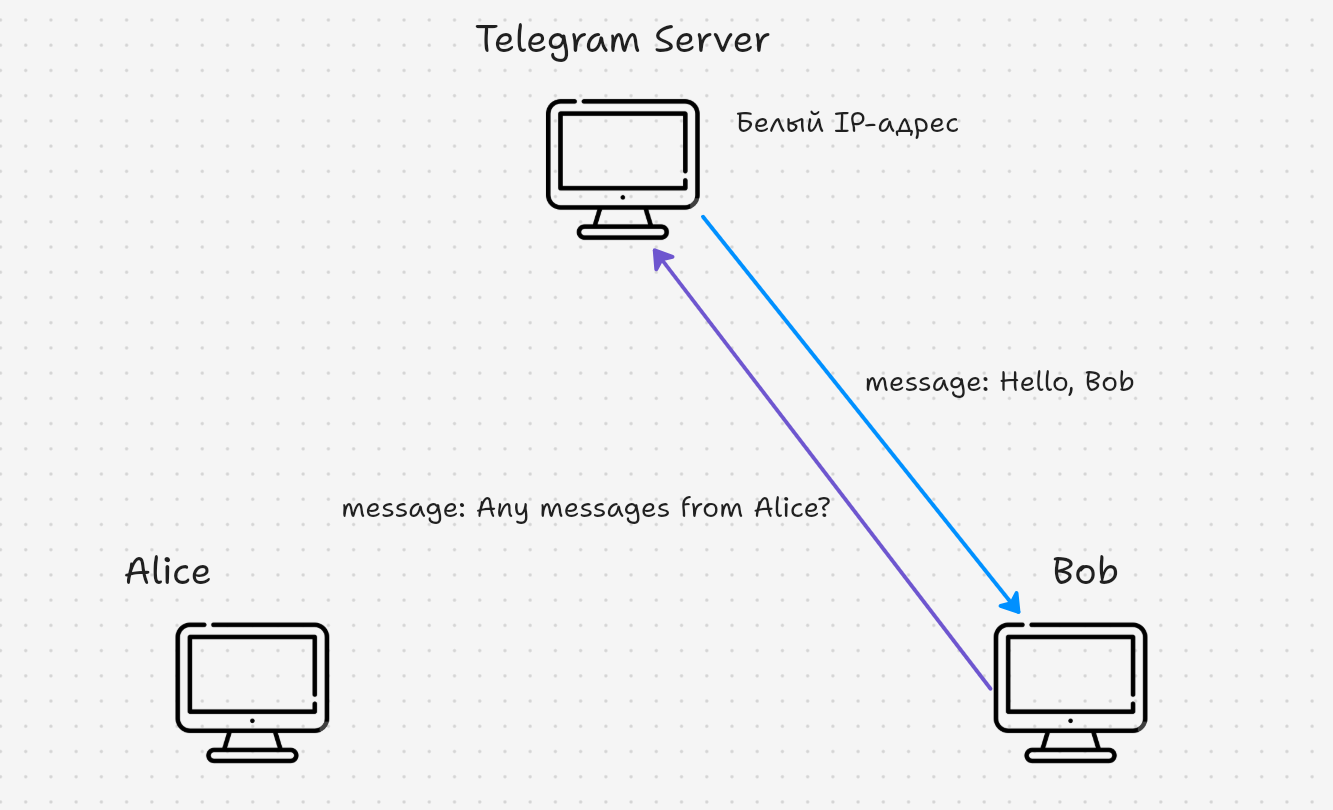 Telegram Server
Белый IP-адрес
message: Hello, Bob
message: Any messages from Alice?
Alice
Bob